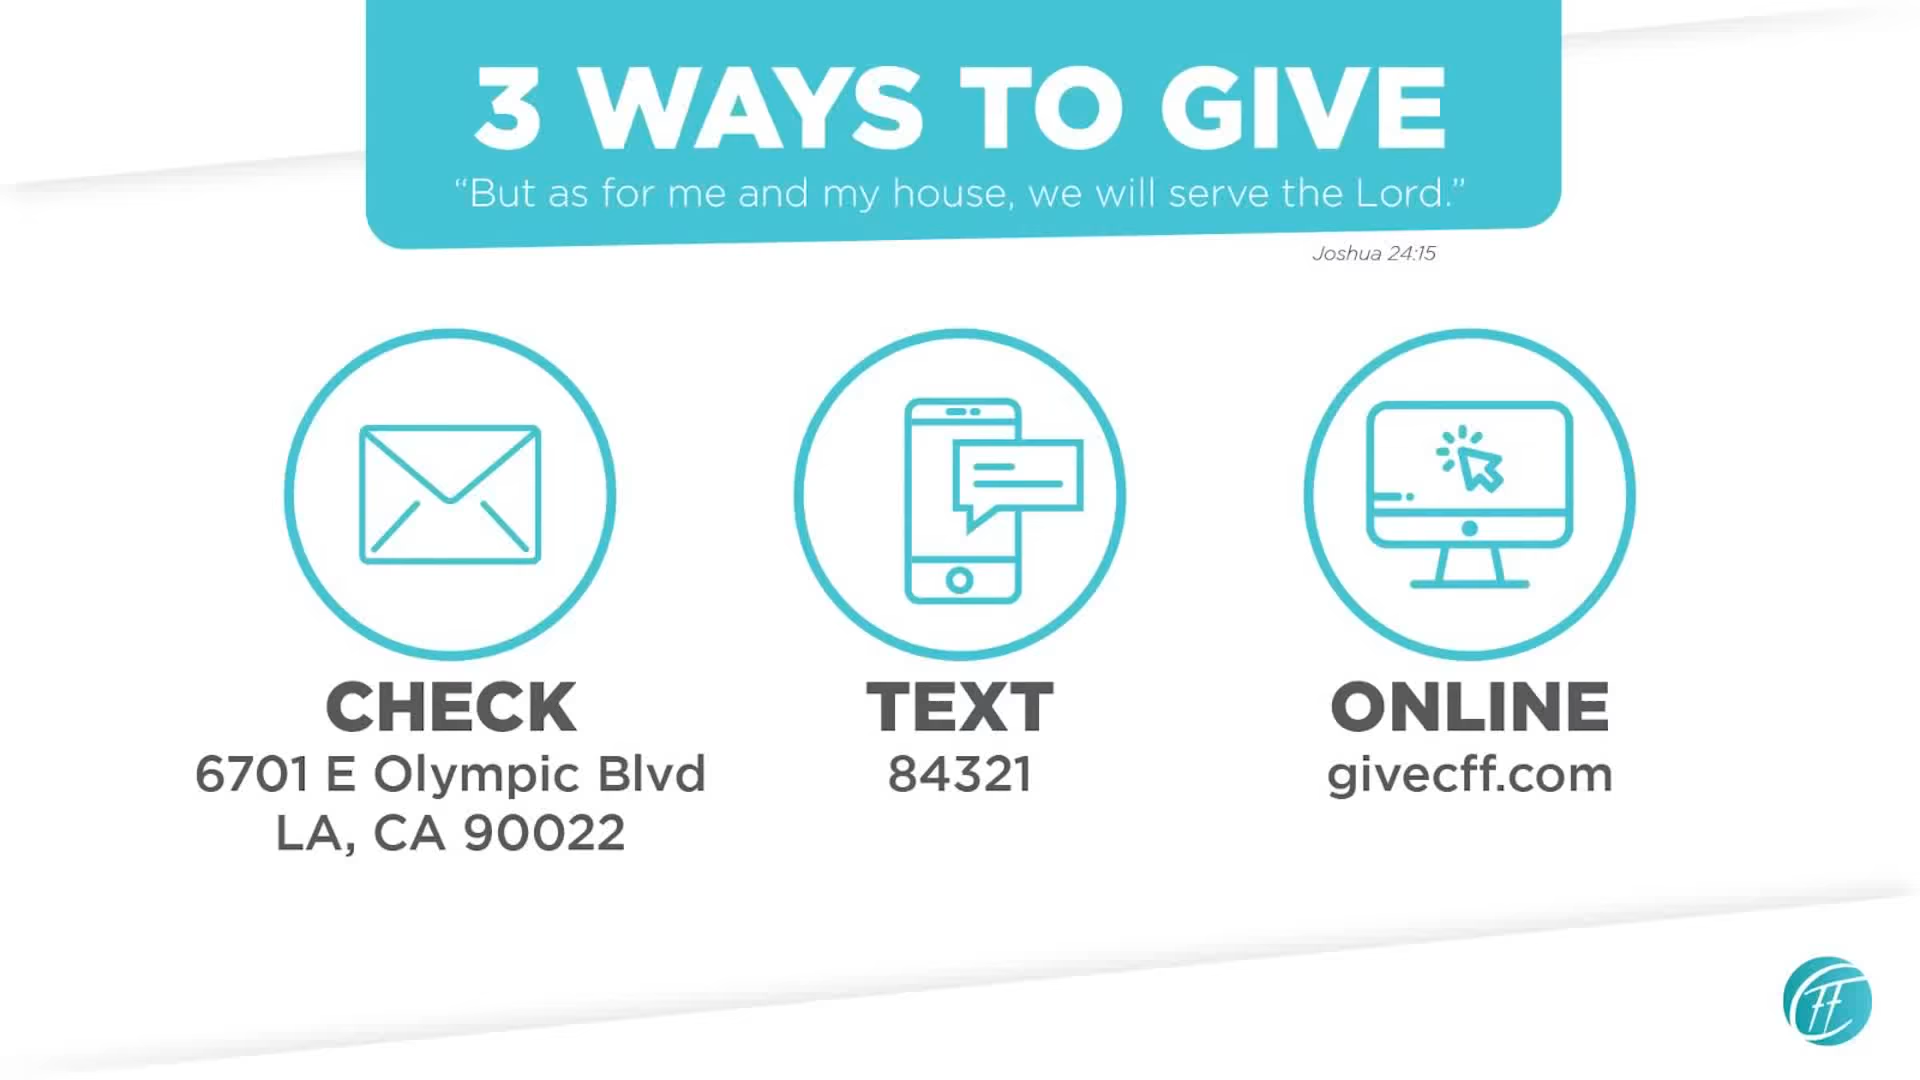 3 WAYS TO GIVE
“But as for me and my house, we will serve the Lord.”
Joshua 24:15
CHECK
6701 E Olympic Blvd
LA, CA 90022
TEXT
84321
ONLINE
givecff.com
CFF